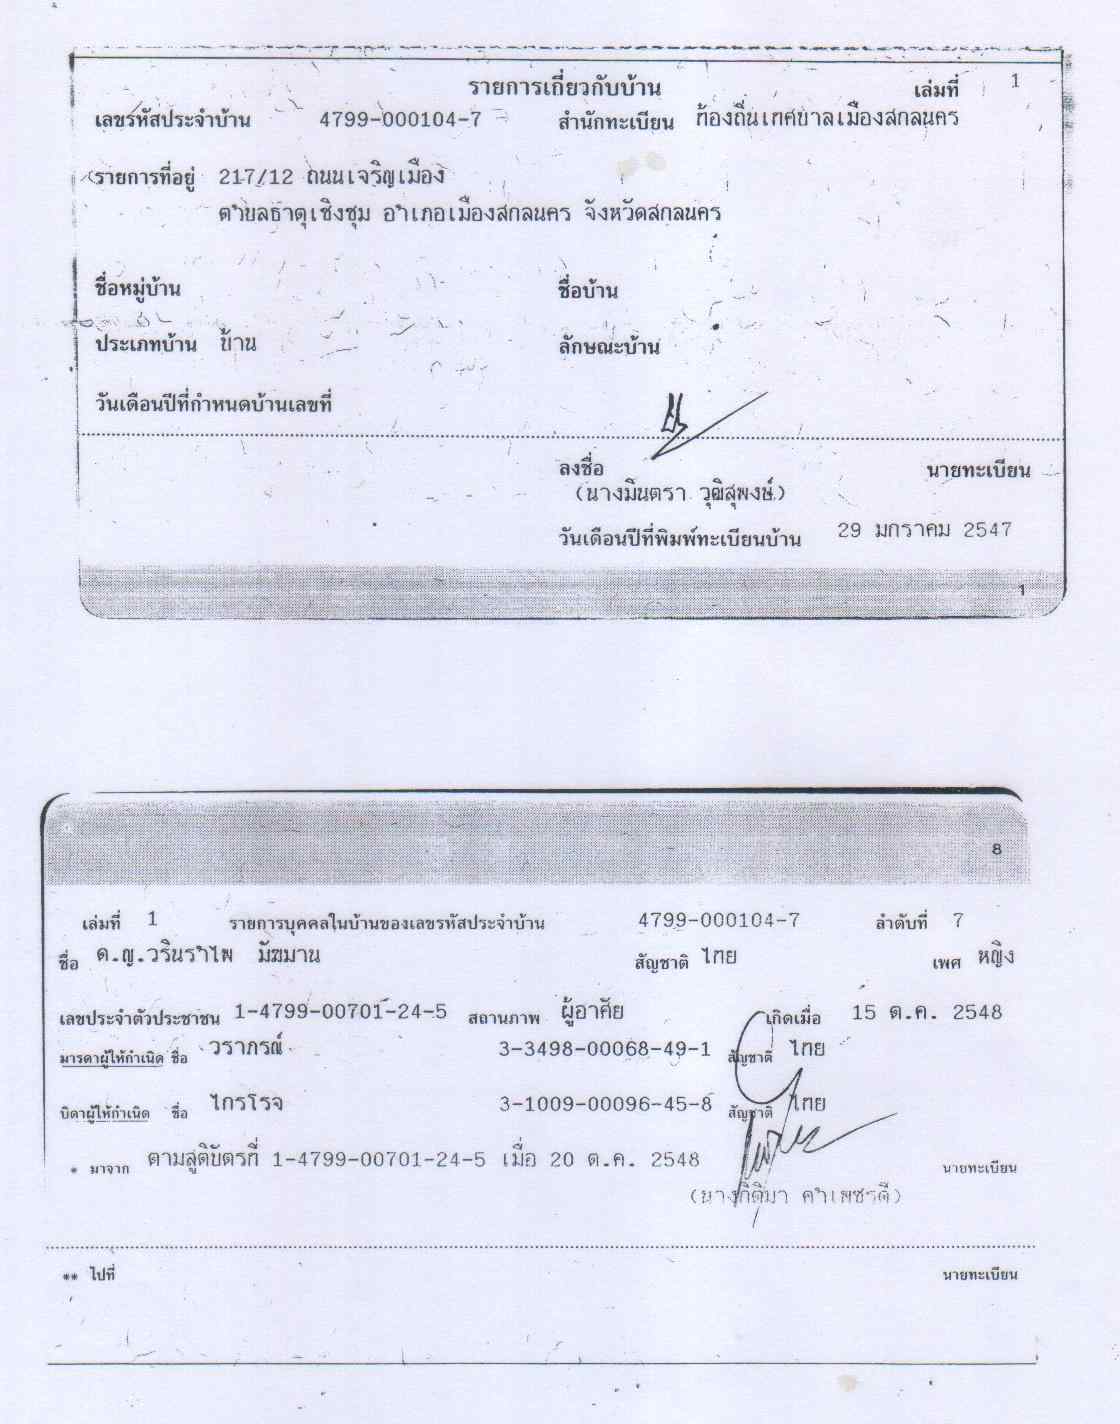 รายการเกี่ยวกับบ้าน เล่มที่ 1
เลขรหัสประจำบ้าน 4799-000104-7 สำนักทะเบียน ท้องถิ่นเทศบาลเมืองสกลนคร
รายการที่อยู่ 217/12 ถนนเจริญเมือง
ตำบลธาตุเชิงชุม อำเภอเมืองสกลนคร จังหวัดสกลนคร
ชื่อหมู่บ้าน ชื่อบ้าน
ประเภทบ้าน บ้าน ลักษณะบ้าน
วันเดือนปีที่กำหนดบ้านเลขที่
ลงชื่อ นายทะเบียน
(นางมินตรา วุฒิสุพงษ์)
วันเดือนปีที่พิมพ์ทะเบียนบ้าน 29 มกราคม 2547
1
8
เล่มที่ 1 รายการบุคคลในบ้านของเลขรหัสประจำบ้าน 4799-000104-7 ลำดับที่ 7
ชื่อ ด.ญ.วรินรำไพ มัฆมาน สัญชาติ ไทย เพศ หญิง
เลขประจำตัวประชาชน 1-4799-00701-24-5 สถานภาพ ผู้อาศัย เกิดเมื่อ 15 ต.ค. 2548
มารดาผู้ให้กำเนิด ชื่อ วราภรณ์ 3-3498-00068-49-1 สัญชาติ ไทย
บิดาผู้ให้กำเนิด ชื่อ ไกรโรจ 3-1009-00096-45-8 สัญชาติ ไทย
* มาจาก ตามสูติบัตรที่ 1-4799-00701-24-5 เมื่อ 20 ต.ค. 2548 นายทะเบียน
(นางกิติมา คำเพชรดี)
** ไปที่ นายทะเบียน